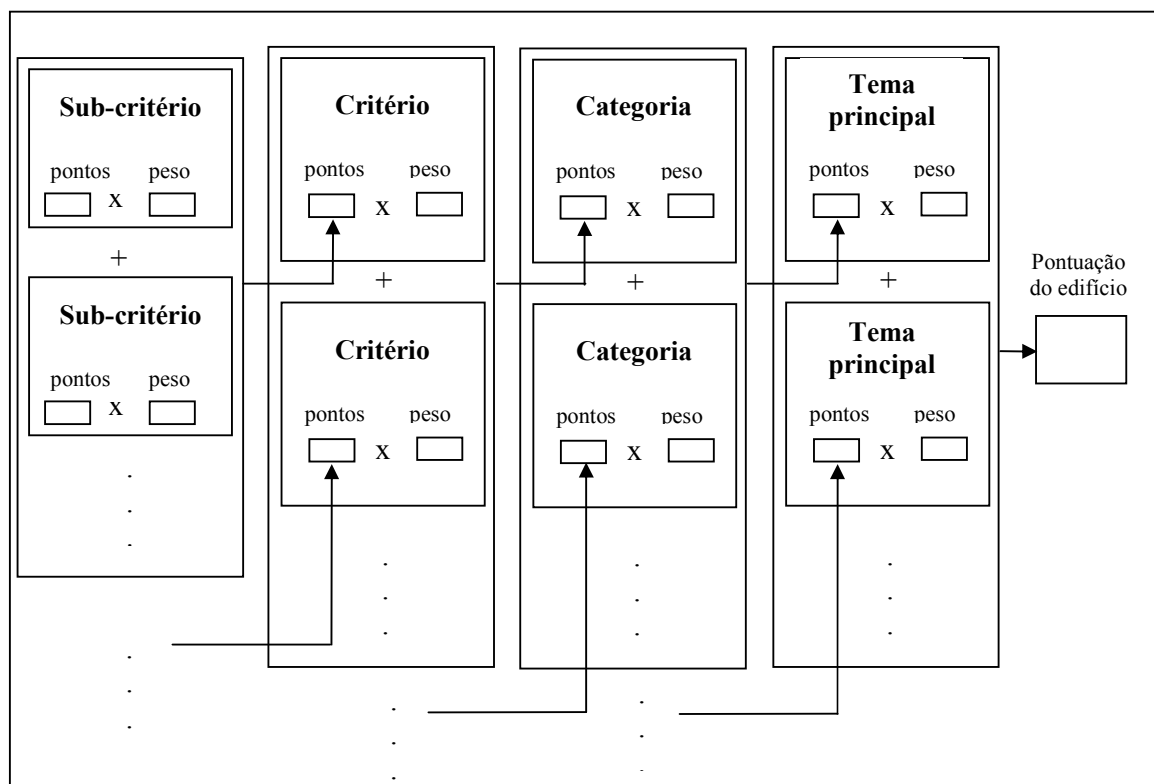 Sub-critério
pontos peso
x
+
Sub-critério
pontos peso
x
.
.
.
.
.
.
Critério
pontos peso
x
+
Critério
pontos peso
x
.
.
.
.
.
.
Categoria
pontos peso
x
+
Categoria
pontos peso
x
.
.
.
.
.
.
Tema
principal
pontos peso
x
+
Tema
principal
pontos peso
x
.
.
.
Pontuação
do edifício